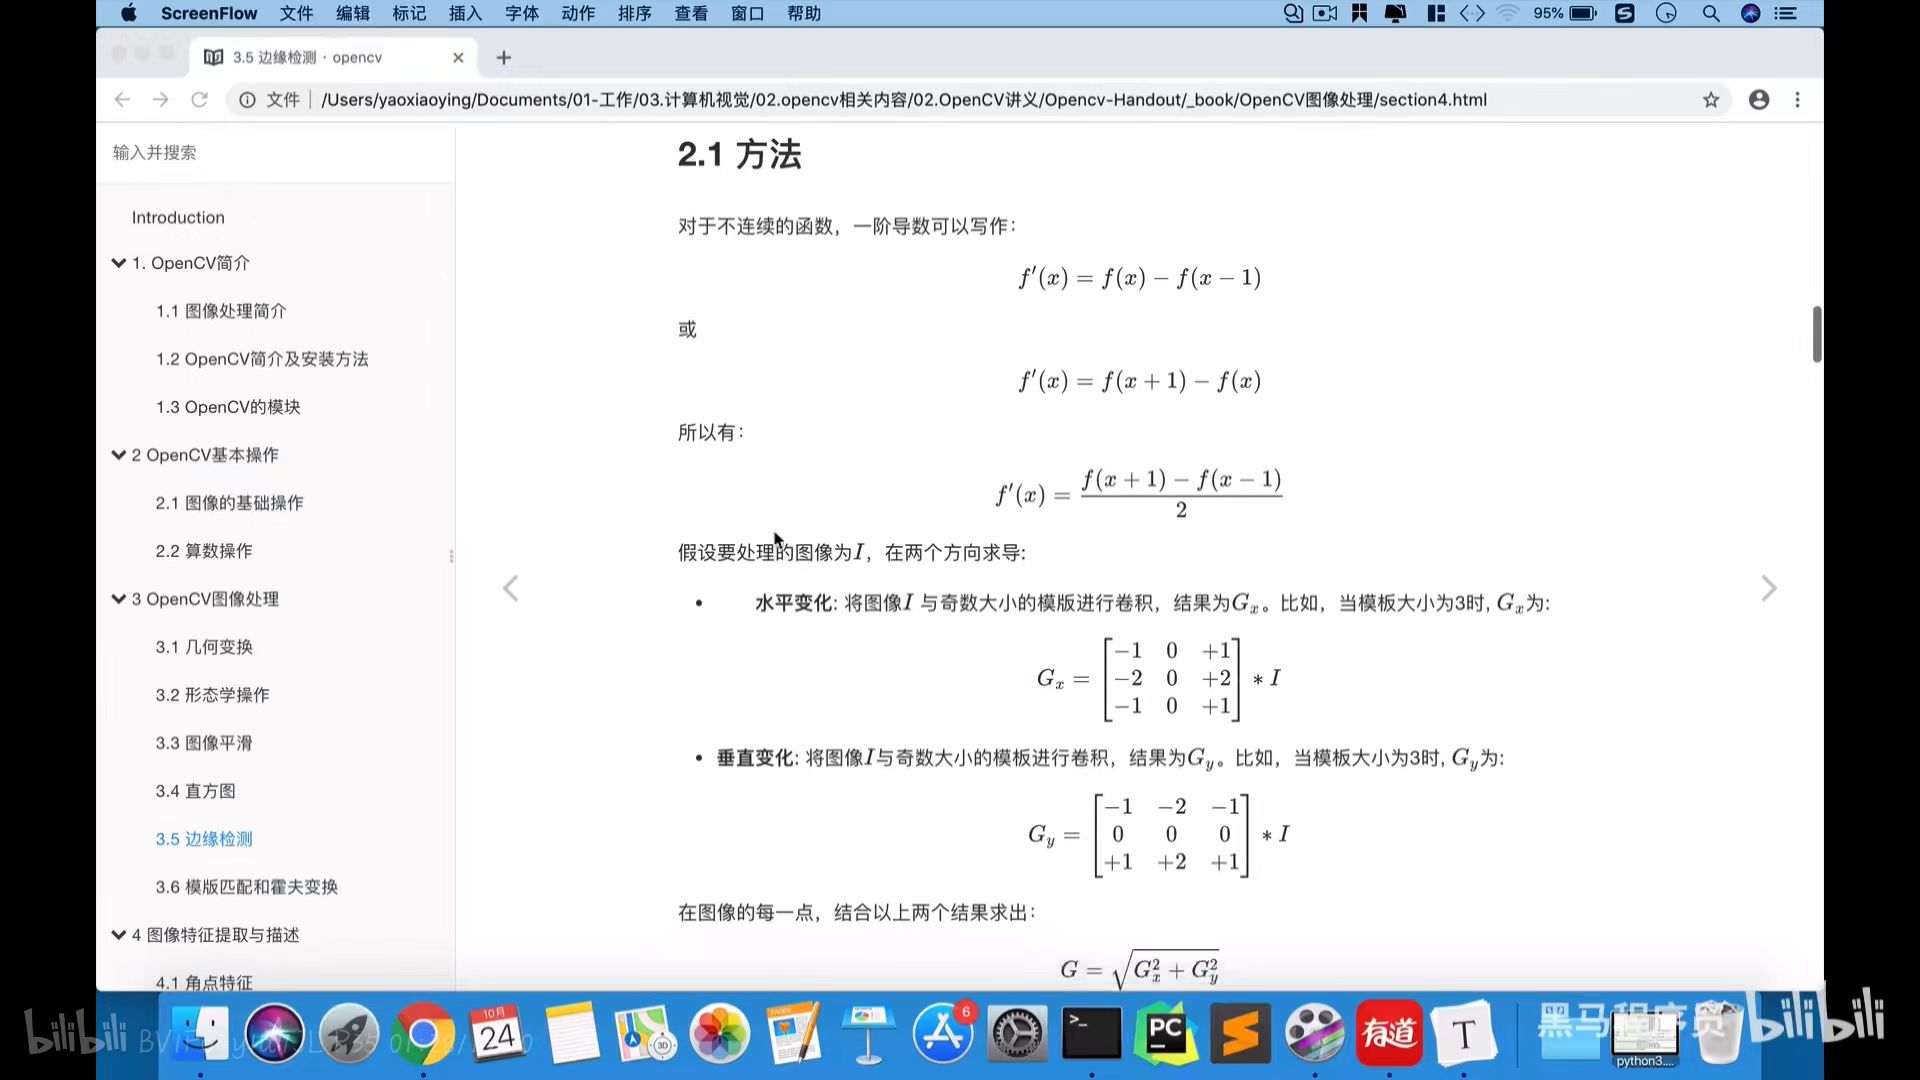 ScreenFlow 文件 编辑 标记 插入 字体 动作 排序 查看 窗口 帮助 95%
3.5 边缘检测 · opencv
文件 /Users/yaoxiaoying/Documents/01-工作/03.计算机视觉/02.opencv相关内容/02.OpenCV讲义/Opencv-Handout/_book/OpenCV图像处理/section4.html
输入并搜索
Introduction
1. OpenCV简介
1.1 图像处理简介
1.2 OpenCV简介及安装方法
1.3 OpenCV的模块
2 OpenCV基本操作
2.1 图像的基础操作
2.2 算数操作
3 OpenCV图像处理
3.1 几何变换
3.2 形态学操作
3.3 图像平滑
3.4 直方图
3.5 边缘检测
3.6 模版匹配和霍夫变换
4 图像特征提取与描述
4.1 角点特征
2.1 方法
对于不连续的函数，一阶导数可以写作：
f′(x) = f(x) − f(x − 1)
或
f′(x) = f(x + 1) − f(x)
所以有：
f′(x) = f(x + 1) − f(x − 1)
2
假设要处理的图像为I，在两个方向求导:
• 水平变化: 将图像I 与奇数大小的模版进行卷积，结果为Gx。比如，当模板大小为3时, Gx为:
−1 0 +1
Gx = −2 0 +2 ∗ I
−1 0 +1
• 垂直变化: 将图像I与奇数大小的模板进行卷积，结果为Gy。比如，当模板大小为3时, Gy为:
−1 −2 −1
Gy = 0 0 0 ∗ I
+1 +2 +1
在图像的每一点，结合以上两个结果求出：
G = √Gx² + Gy²
10月
24
3D
6
>_
PC
有道
T
python3....
黑马程序员
bilibili
bilibili